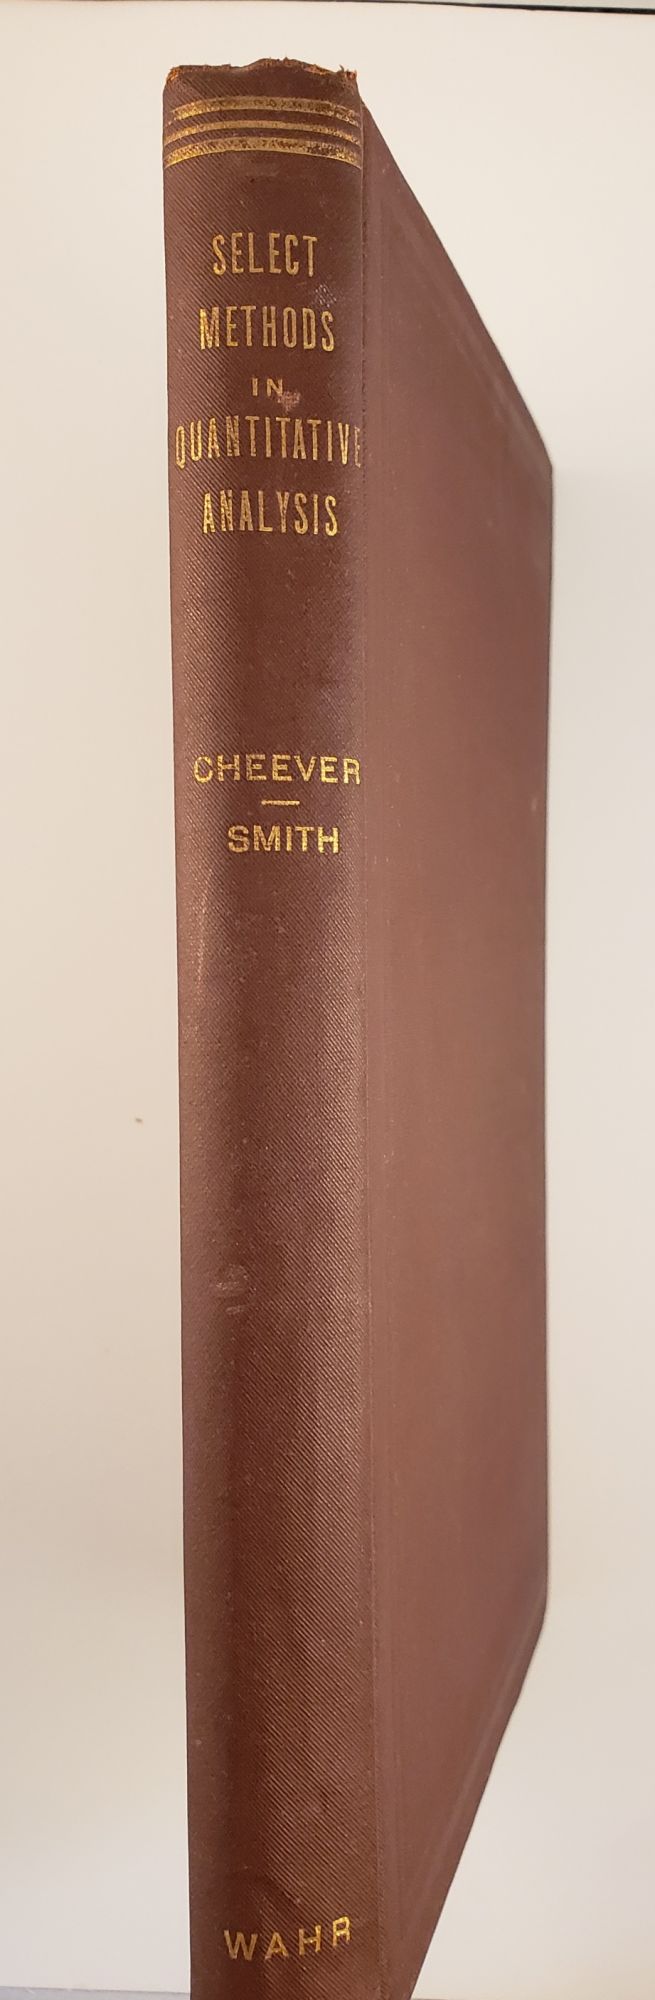 SELECT
METHODS
IN
QUANTITATIVE
ANALYSIS
CHEEVER
SMITH
WAHR